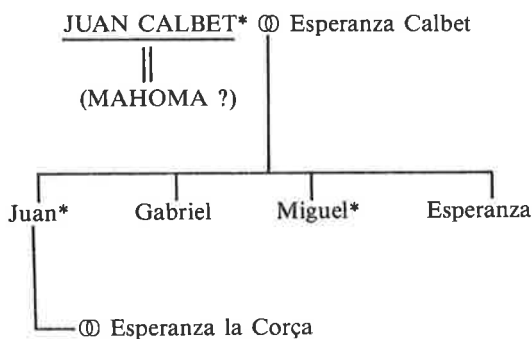 JUAN CALBET* ⚭ Esperanza Calbet
(MAHOMA ?)
Juan* Gabriel Miguel* Esperanza
⚭ Esperanza la Corça